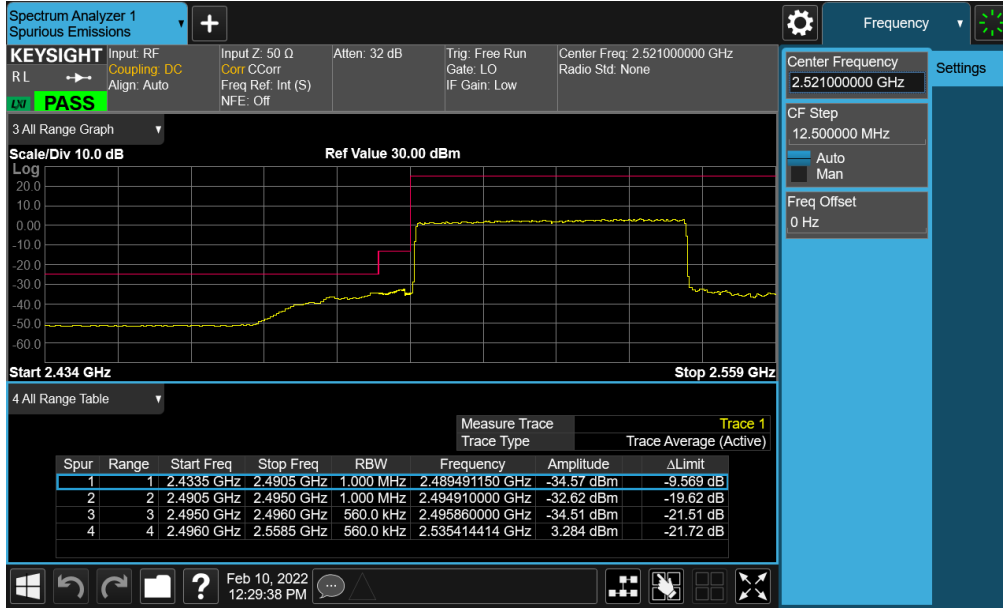 Spectrum Analyzer 1
Spurious Emissions
Frequency
KEYSIGHT
R L
LXI
PASS
Input: RF
Coupling: DC
Align: Auto
Input Z: 50 Ω
Corr CCorr
Freq Ref: Int (S)
NFE: Off
Atten: 32 dB
Trig: Free Run
Gate: LO
IF Gain: Low
Center Freq: 2.521000000 GHz
Radio Std: None
Center Frequency
2.521000000 GHz
Settings
CF Step
12.500000 MHz
Auto
Man
Freq Offset
0 Hz
3 All Range Graph
Scale/Div 10.0 dB
Ref Value 30.00 dBm
Log
20.0
10.0
0.00
-10.0
-20.0
-30.0
-40.0
-50.0
-60.0
Start 2.434 GHz
Stop 2.559 GHz
4 All Range Table
Measure Trace Trace 1
Trace Type Trace Average (Active)
Spur Range Start Freq Stop Freq RBW Frequency Amplitude ΔLimit
1 1 2.4335 GHz 2.4905 GHz 1.000 MHz 2.489491150 GHz -34.57 dBm -9.569 dB
2 2 2.4905 GHz 2.4950 GHz 1.000 MHz 2.494910000 GHz -32.62 dBm -19.62 dB
3 3 2.4950 GHz 2.4960 GHz 560.0 kHz 2.495860000 GHz -34.51 dBm -21.51 dB
4 4 2.4960 GHz 2.5585 GHz 560.0 kHz 2.535414414 GHz 3.284 dBm -21.72 dB
Feb 10, 2022
12:29:38 PM